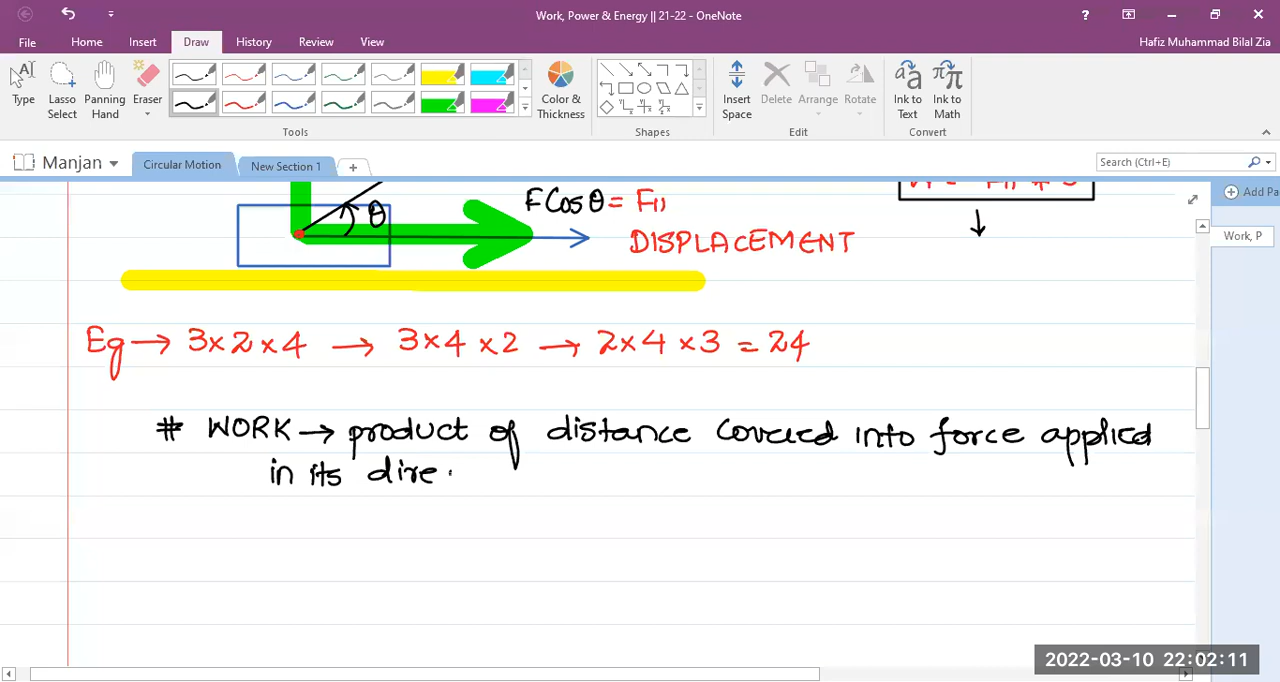 Work, Power & Energy || 21-22 - OneNote
?
File Home Insert Draw History Review View
Hafiz Muhammad Bilal Zia
Type
Lasso Select
Panning Hand
Eraser
Color & Thickness
Insert Space
Delete
Arrange
Rotate
Ink to Text
Ink to Math
Tools
Shapes
Edit
Convert
Manjan
Circular Motion
New Section 1
Search (Ctrl+E)
Add Pa
Work, P
FCosθ = F||
θ
DISPLACEMENT
Eg → 3×2×4 → 3×4×2 → 2×4×3 = 24
# WORK → product of distance covered into force applied
in its dire
2022-03-10 22:02:11